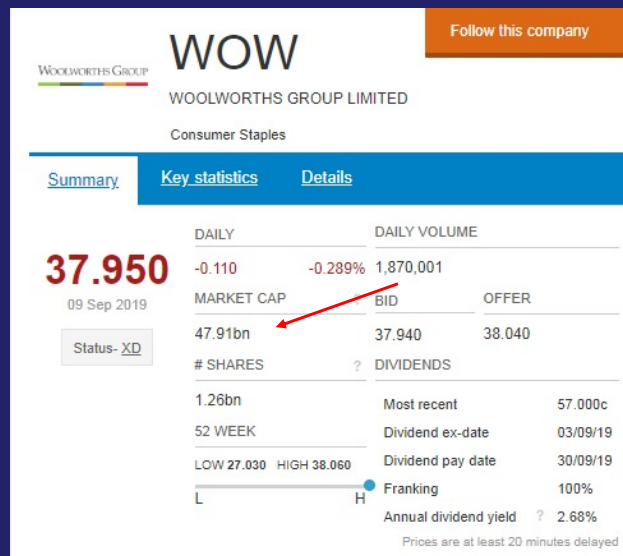 Follow this company
WOOLWORTHS GROUP
WOW
WOOLWORTHS GROUP LIMITED
Consumer Staples
Summary
Key statistics
Details
37.950
09 Sep 2019
Status- XD
DAILY
-0.110 -0.289%
MARKET CAP ?
47.91bn
# SHARES ?
1.26bn
52 WEEK
LOW 27.030 HIGH 38.060
L H
DAILY VOLUME
1,870,001
BID OFFER
37.940 38.040
DIVIDENDS
Most recent 57.000c
Dividend ex-date 03/09/19
Dividend pay date 30/09/19
Franking 100%
Annual dividend yield ? 2.68%
Prices are at least 20 minutes delayed